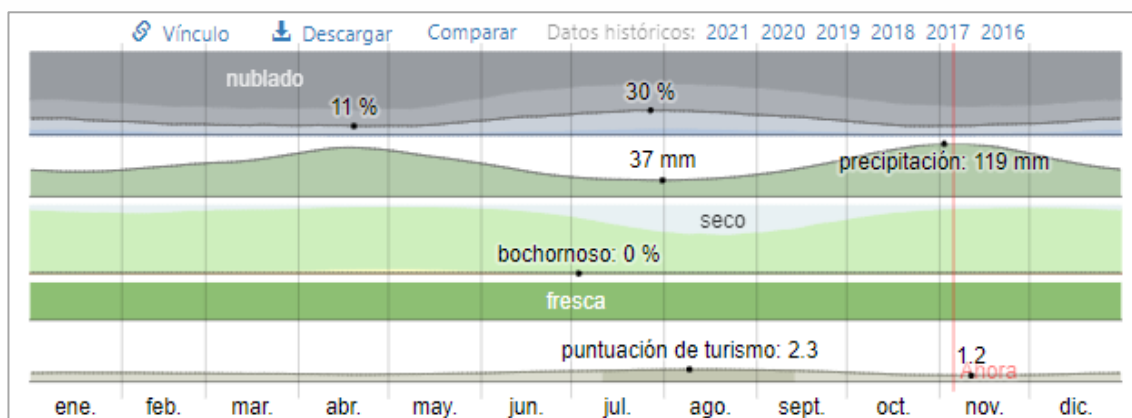 Vínculo Descargar Comparar Datos históricos: 2021 2020 2019 2018 2017 2016
nublado
11 % 30 %
37 mm precipitación: 119 mm
seco
bochornoso: 0 %
fresca
puntuación de turismo: 2.3 1.2
Ahora
ene. feb. mar. abr. may. jun. jul. ago. sept. oct. nov. dic.